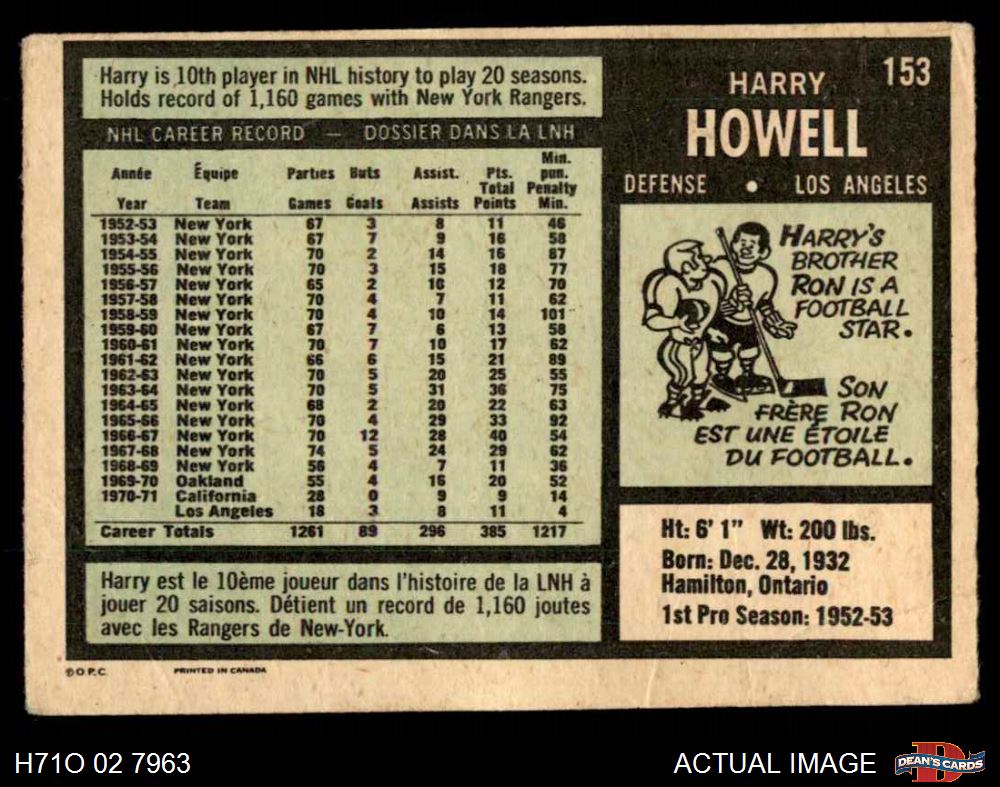 Harry is 10th player in NHL history to play 20 seasons.
Holds record of 1,160 games with New York Rangers.
NHL CAREER RECORD — DOSSIER DANS LA LNH
Année Équipe Parties Buts Assist. Pts. Total Min. pun. Penalty
Year Team Games Goals Assists Points Min.
1952-53 New York 67 3 8 11 46
1953-54 New York 67 7 9 16 58
1954-55 New York 70 2 14 16 87
1955-56 New York 70 3 15 18 77
1956-57 New York 65 2 10 12 70
1957-58 New York 70 4 7 11 62
1958-59 New York 70 4 10 14 101
1959-60 New York 67 7 6 13 58
1960-61 New York 70 7 10 17 62
1961-62 New York 66 6 15 21 89
1962-63 New York 70 5 20 25 55
1963-64 New York 70 5 31 36 75
1964-65 New York 68 2 20 22 63
1965-66 New York 70 4 29 33 92
1966-67 New York 70 12 28 40 54
1967-68 New York 74 5 24 29 62
1968-69 New York 56 4 7 11 36
1969-70 Oakland 55 4 16 20 52
1970-71 California 28 0 9 9 14
Los Angeles 18 3 8 11 4
Career Totals 1261 89 296 385 1217
Harry est le 10ème joueur dans l'histoire de la LNH à
jouer 20 saisons. Détient un record de 1,160 joutes
avec les Rangers de New-York.
153
HARRY
HOWELL
DEFENSE • LOS ANGELES
HARRY'S
BROTHER
RON IS A
FOOTBALL
STAR.
SON
FRÈRE RON
EST UNE ÉTOILE
DU FOOTBALL.
Ht: 6' 1" Wt: 200 lbs.
Born: Dec. 28, 1932
Hamilton, Ontario
1st Pro Season: 1952-53
©O.P.C. PRINTED IN CANADA
H71O 02 7963
ACTUAL IMAGE
DEAN'S CARDS